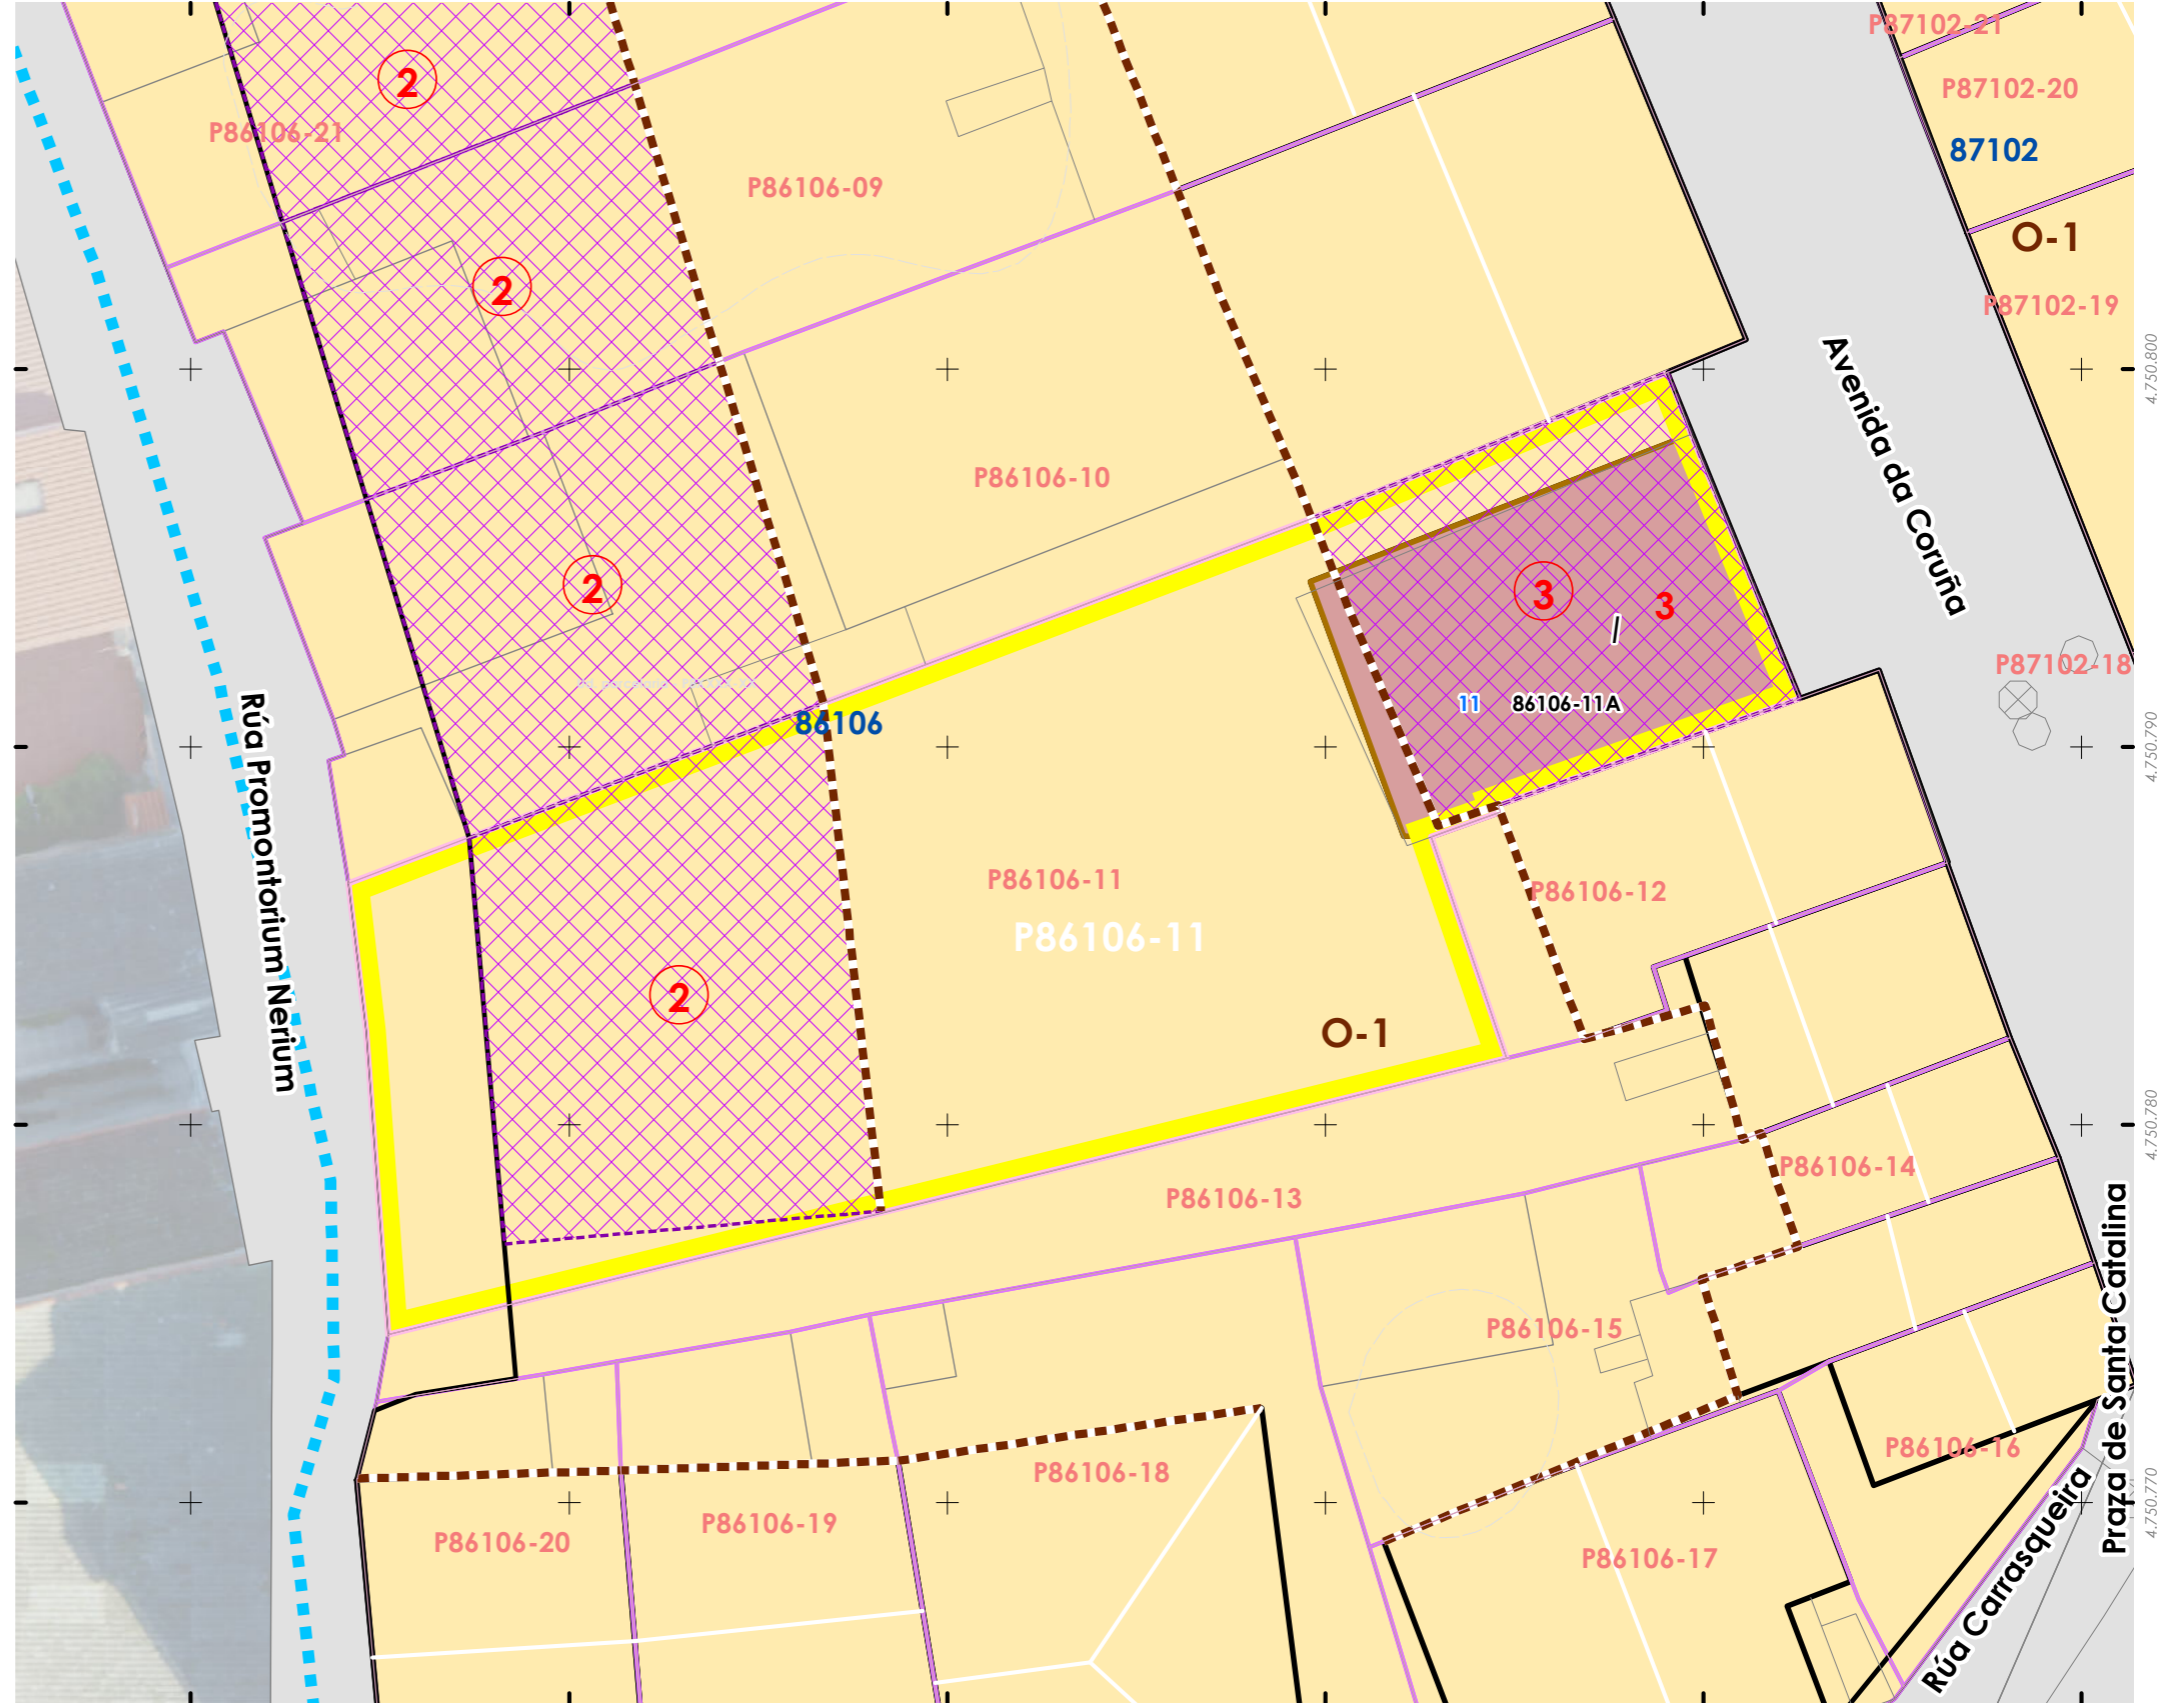 P87102-21
2
P87102-20
P86106-21
87102
P86106-09
O-1
2
P87102-19
4.750.800
Avenida da Coruña
P86106-10
2
3
3
/
P87102-18
11
86106-11A
86106
4.750.790
Rúa Promontorium Nerium
P86106-11
P86106-12
P86106-11
2
O-1
4.750.780
P86106-14
P86106-13
Praza de Santa Catalina
P86106-15
P86106-16
P86106-18
4.750.770
P86106-19
P86106-20
P86106-17
Rúa Carrasqueira